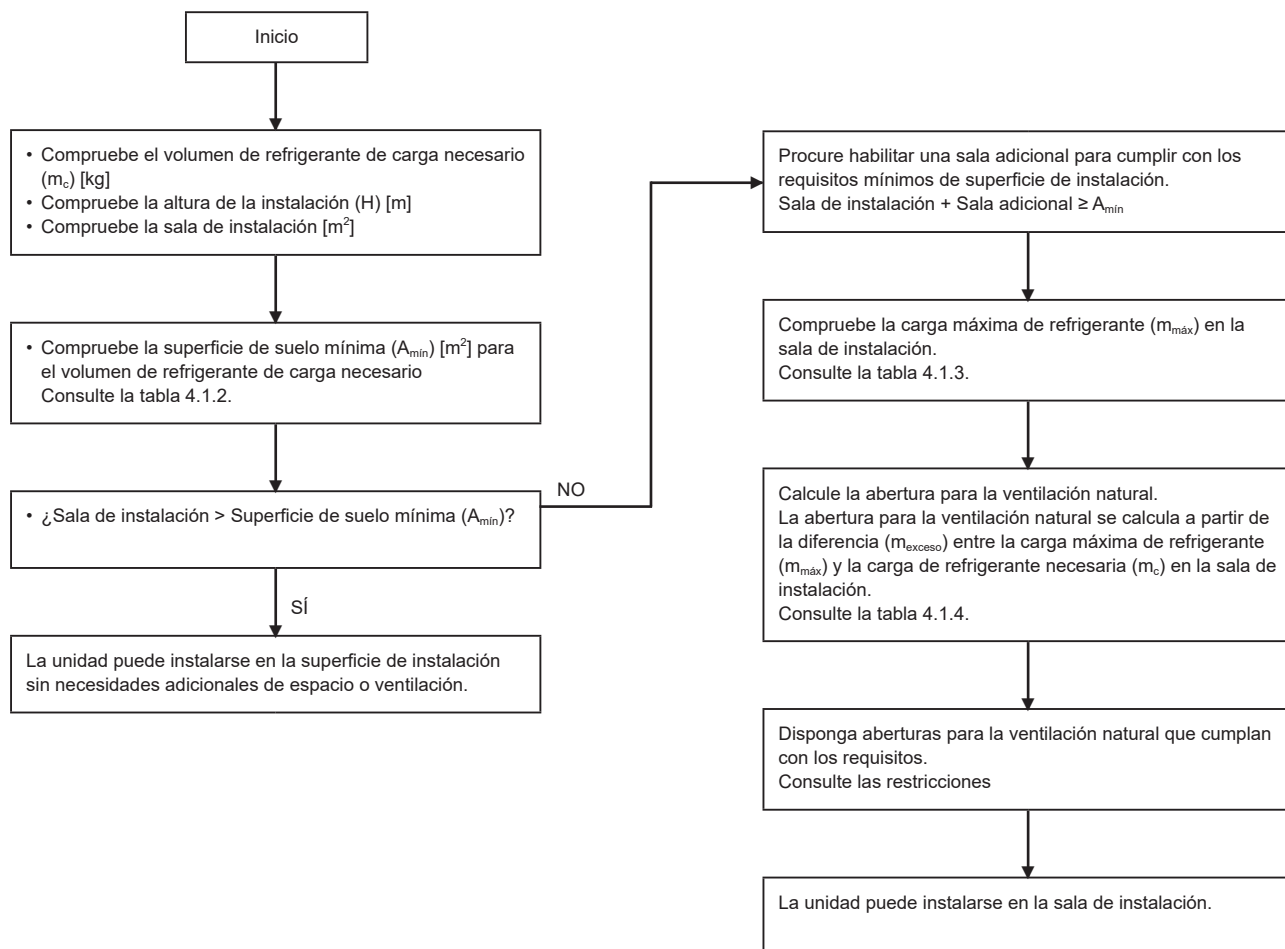 Inicio
• Compruebe el volumen de refrigerante de carga necesario
(mc) [kg]
• Compruebe la altura de la instalación (H) [m]
• Compruebe la sala de instalación [m²]
• Compruebe la superficie de suelo mínima (Amín) [m²] para
el volumen de refrigerante de carga necesario
Consulte la tabla 4.1.2.
• ¿Sala de instalación > Superficie de suelo mínima (Amín)?
NO
SÍ
La unidad puede instalarse en la superficie de instalación
sin necesidades adicionales de espacio o ventilación.
Procure habilitar una sala adicional para cumplir con los
requisitos mínimos de superficie de instalación.
Sala de instalación + Sala adicional ≥ Amín
Compruebe la carga máxima de refrigerante (mmáx) en la
sala de instalación.
Consulte la tabla 4.1.3.
Calcule la abertura para la ventilación natural.
La abertura para la ventilación natural se calcula a partir de
la diferencia (mexceso) entre la carga máxima de refrigerante
(mmáx) y la carga de refrigerante necesaria (mc) en la sala de
instalación.
Consulte la tabla 4.1.4.
Disponga aberturas para la ventilación natural que cumplan
con los requisitos.
Consulte las restricciones
La unidad puede instalarse en la sala de instalación.